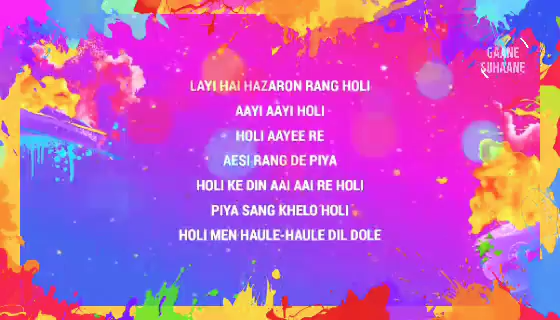 GAANE
SUHAANE
LAYI HAI HAZARON RANG HOLI
AAYI AAYI HOLI
HOLI AAYEE RE
AESI RANG DE PIYA
HOLI KE DIN AAI AAI RE HOLI
PIYA SANG KHELO HOLI
HOLI MEN HAULE-HAULE DIL DOLE